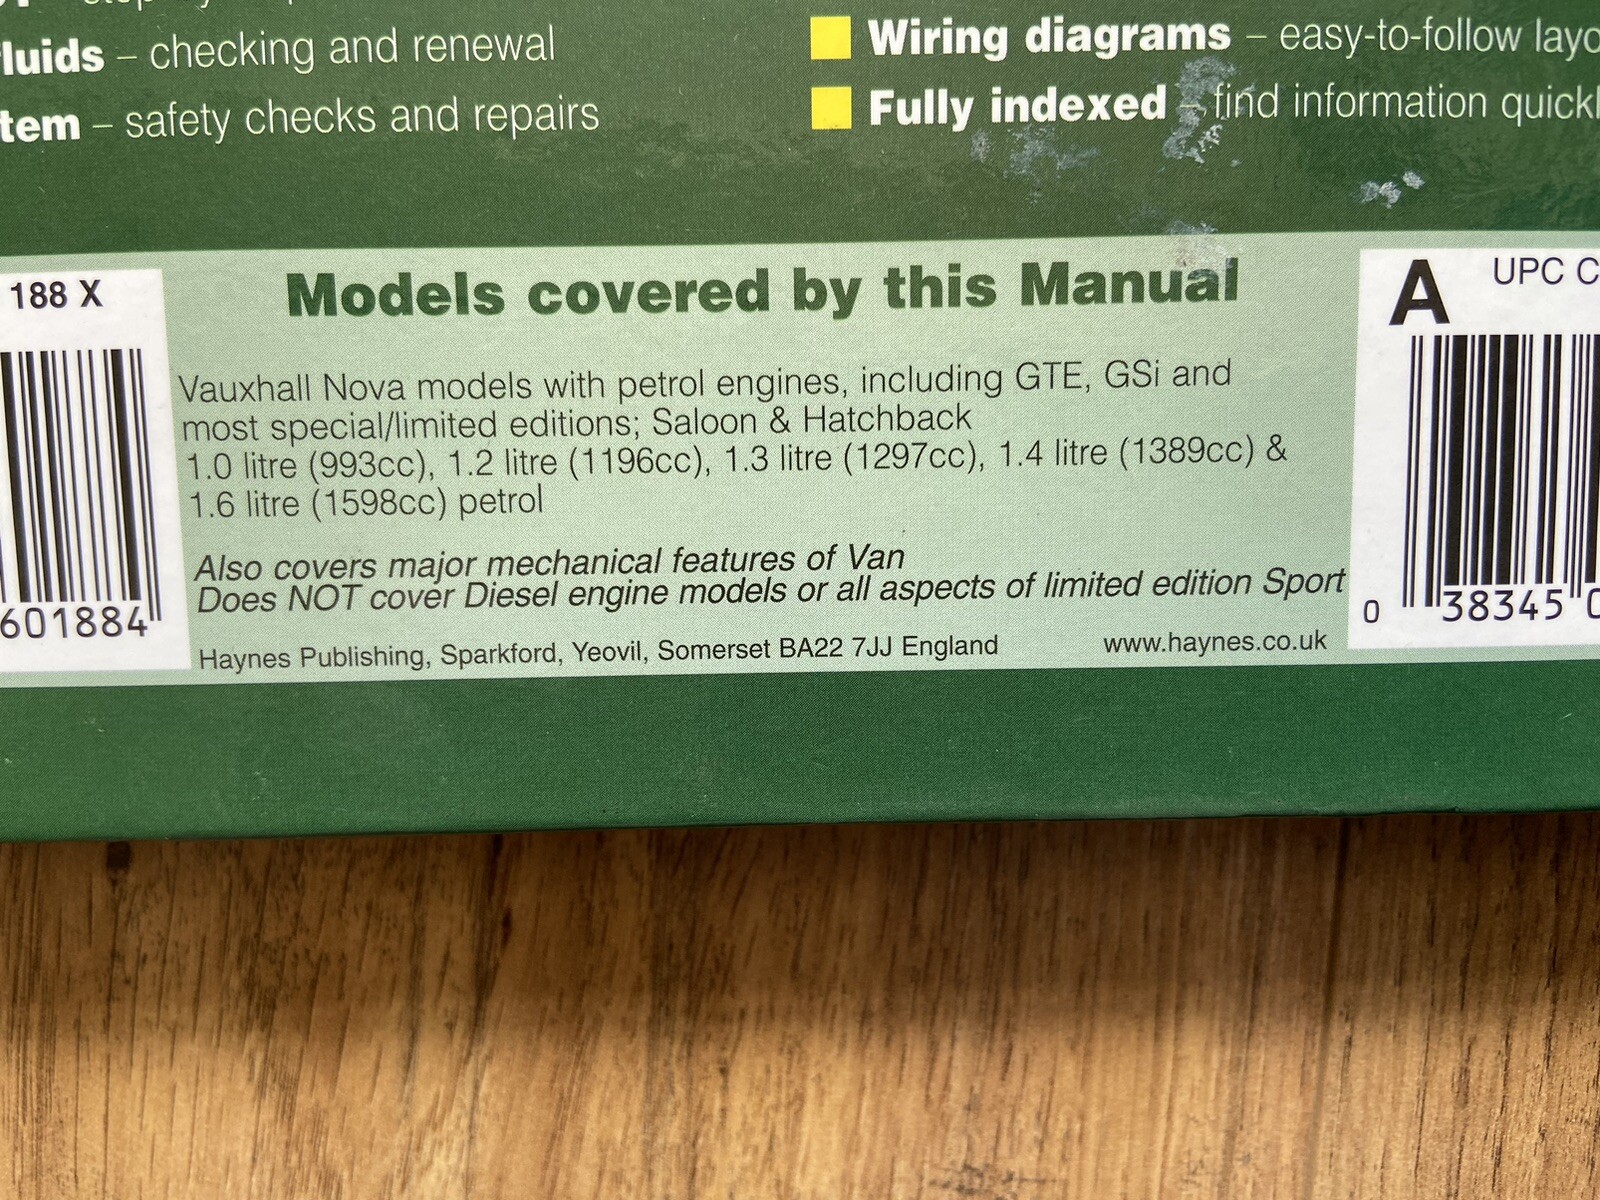 fluids – checking and renewal
tem – safety checks and repairs
Wiring diagrams – easy-to-follow layo
Fully indexed – find information quickl
188 X
601884
Models covered by this Manual
Vauxhall Nova models with petrol engines, including GTE, GSi and
most special/limited editions; Saloon & Hatchback
1.0 litre (993cc), 1.2 litre (1196cc), 1.3 litre (1297cc), 1.4 litre (1389cc) &
1.6 litre (1598cc) petrol
Also covers major mechanical features of Van
Does NOT cover Diesel engine models or all aspects of limited edition Sport
Haynes Publishing, Sparkford, Yeovil, Somerset BA22 7JJ England
www.haynes.co.uk
A UPC C
0 38345 0